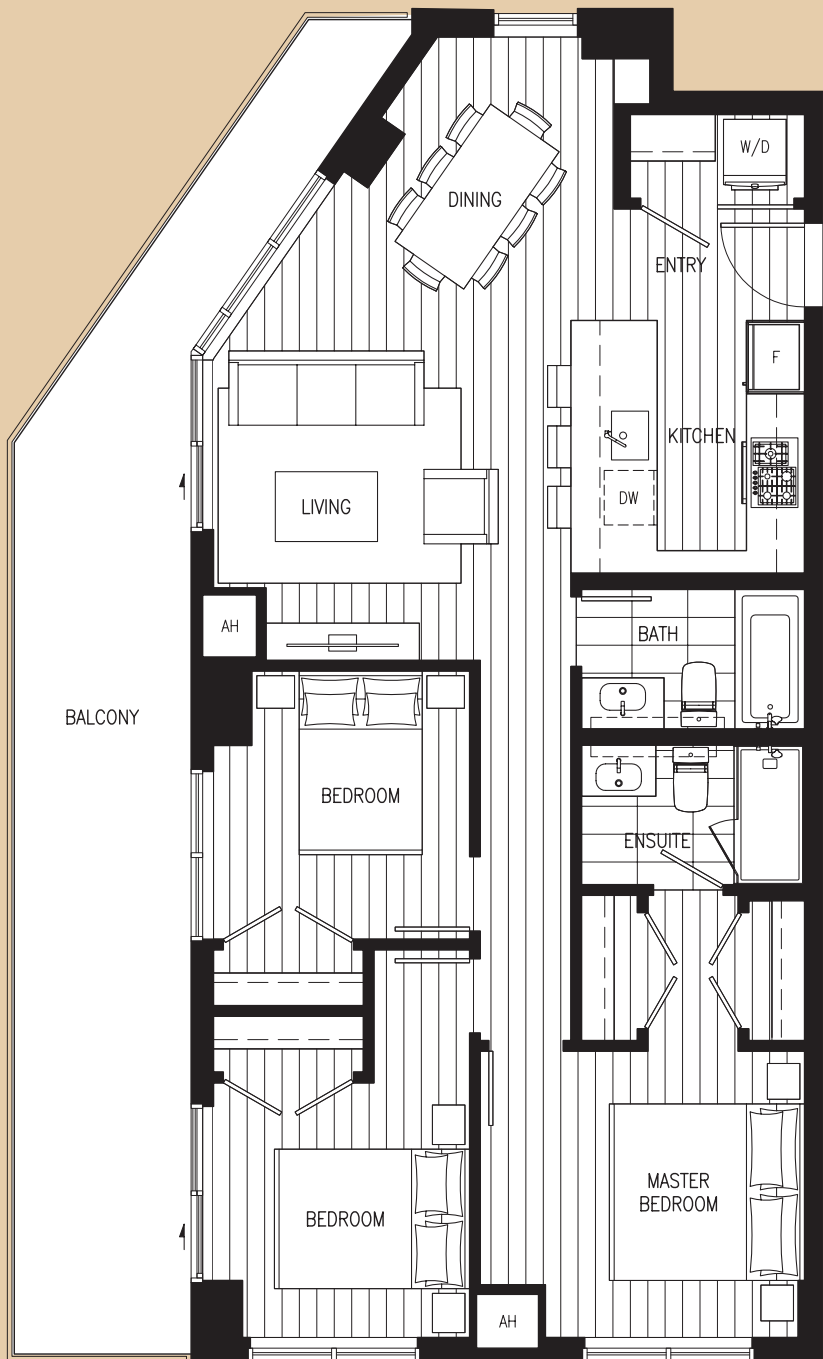 W/D
DINING
ENTRY
F
KITCHEN
DW
LIVING
AH
BATH
BALCONY
BEDROOM
ENSUITE
MASTER
BEDROOM
BEDROOM
AH